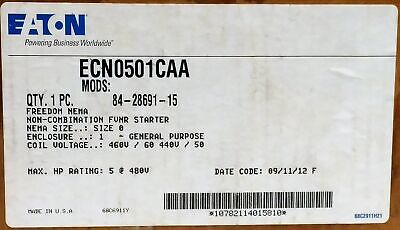 EATON
Powering Business Worldwide
ECN0501CAA
MODS:
QTY. 1 PC. 84-28691-15
FREEDOM NEMA
NON-COMBINATION FVNR STARTER
NEMA SIZE..: SIZE 0
ENCLOSURE ..: 1 - GENERAL PURPOSE
COIL VOLTAGE..: 460V / 60 440V / 50
MAX. HP RATING: 5 @ 480V DATE CODE: 09/11/12 F
MADE IN U.S.A 68C6911Y
*10782114015810*
68C2911H21